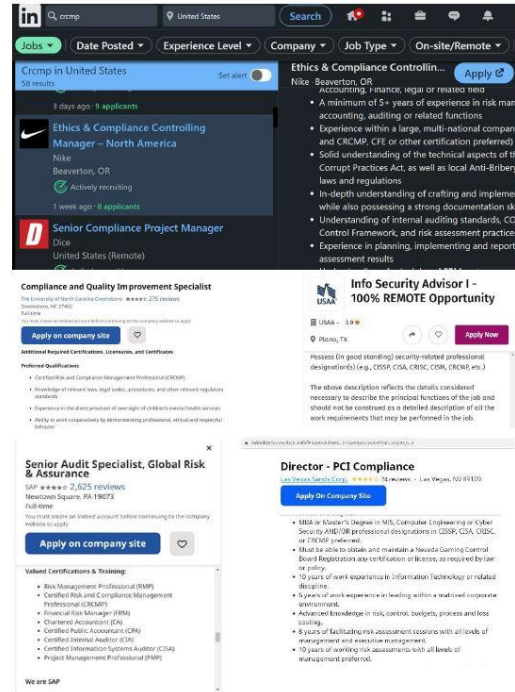 in
crcmp
United States
Search
Jobs
Date Posted
Experience Level
Company
Job Type
On-site/Remote
Crcmp in United States
58 results
Set alert
3 days ago · 9 applicants
Ethics & Compliance Controlling
Manager – North America
Nike
Beaverton, OR
Actively recruiting
1 week ago · 8 applicants
Senior Compliance Project Manager
Dice
United States (Remote)
Ethics & Compliance Controllin...
Nike · Beaverton, OR
Apply
Accounting, Finance, legal or related field
• A minimum of 5+ years of experience in risk man
accounting, auditing or related functions
• Experience within a large, multi-national compan
and CRCMP, CFE or other certification preferred)
• Solid understanding of the technical aspects of th
Corrupt Practices Act, as well as local Anti-Briber
laws and regulations
• In-depth understanding of crafting and impleme
while also possessing a strong documentation sk
• Understanding of internal auditing standards, CO
Control Framework, and risk assessment practice
• Experience in planning, implementing and report
assessment results
Compliance and Quality Improvement Specialist
The University of North Carolina Greensboro 275 reviews
Greensboro, NC 27402
Full-time
You must create an Indeed account before continuing to the company website to apply
Apply on company site
Additional Required Certifications, Licensures, and Certificates
Preferred Qualifications
• Certified Risk and Compliance Management Professional (CRCMP)
• Knowledge of relevant laws, legal codes, procedures, and other relevant regulatory
standards
• Experience in the direct provision of oversight of children's mental health services
• Ability to work cooperatively by demonstrating professional, ethical and respectful
behavior
USAA
Info Security Advisor I -
100% REMOTE Opportunity
USAA - 3.9
Plano, TX
Apply Now
Possess (in good standing) security-related professional
designation(s) (e.g., CISSP, CISA, CRISC, CISM, CRCMP, etc.)
The above description reflects the details considered
necessary to describe the principal functions of the job and
should not be construed as a detailed description of all the
work requirements that may be performed in the job.
Senior Audit Specialist, Global Risk
& Assurance
SAP 2,625 reviews
Newtown Square, PA 19073
Full-time
You must create an Indeed account before continuing to the company
website to apply
Apply on company site
Valued Certifications & Training:
• Risk Management Professional (RMP)
• Certified Risk and Compliance Management
Professional (CRCMP)
• Financial Risk Manager (FRM)
• Chartered Accountant (CA)
• Certified Public Accountant (CPA)
• Certified Internal Auditor (CIA)
• Certified Information Systems Auditor (CISA)
• Project Management Professional (PMP)
We are SAP
Director - PCI Compliance
Las Vegas Sands Corp. 74 reviews - Las Vegas, NV 89109
Apply On Company Site
• MBA or Master's Degree in MIS, Computer Engineering or Cyber
Security AND/OR professional designations in CISSP, CISA, CRISC,
or CRCMP preferred.
• Must be able to obtain and maintain a Nevada Gaming Control
Board Registration any certification or license, as required by law
or policy.
• 10 years of work experience in Information Technology or related
discipline.
• 6 years of work experience in leading within a matrixed corporate
environment.
• Advanced knowledge in risk, control, budgets, process and loss
costing.
• 8 years of facilitating risk assessment sessions with all levels of
management and executive management.
• 10 years of working risk assessments with all levels of
management preferred.